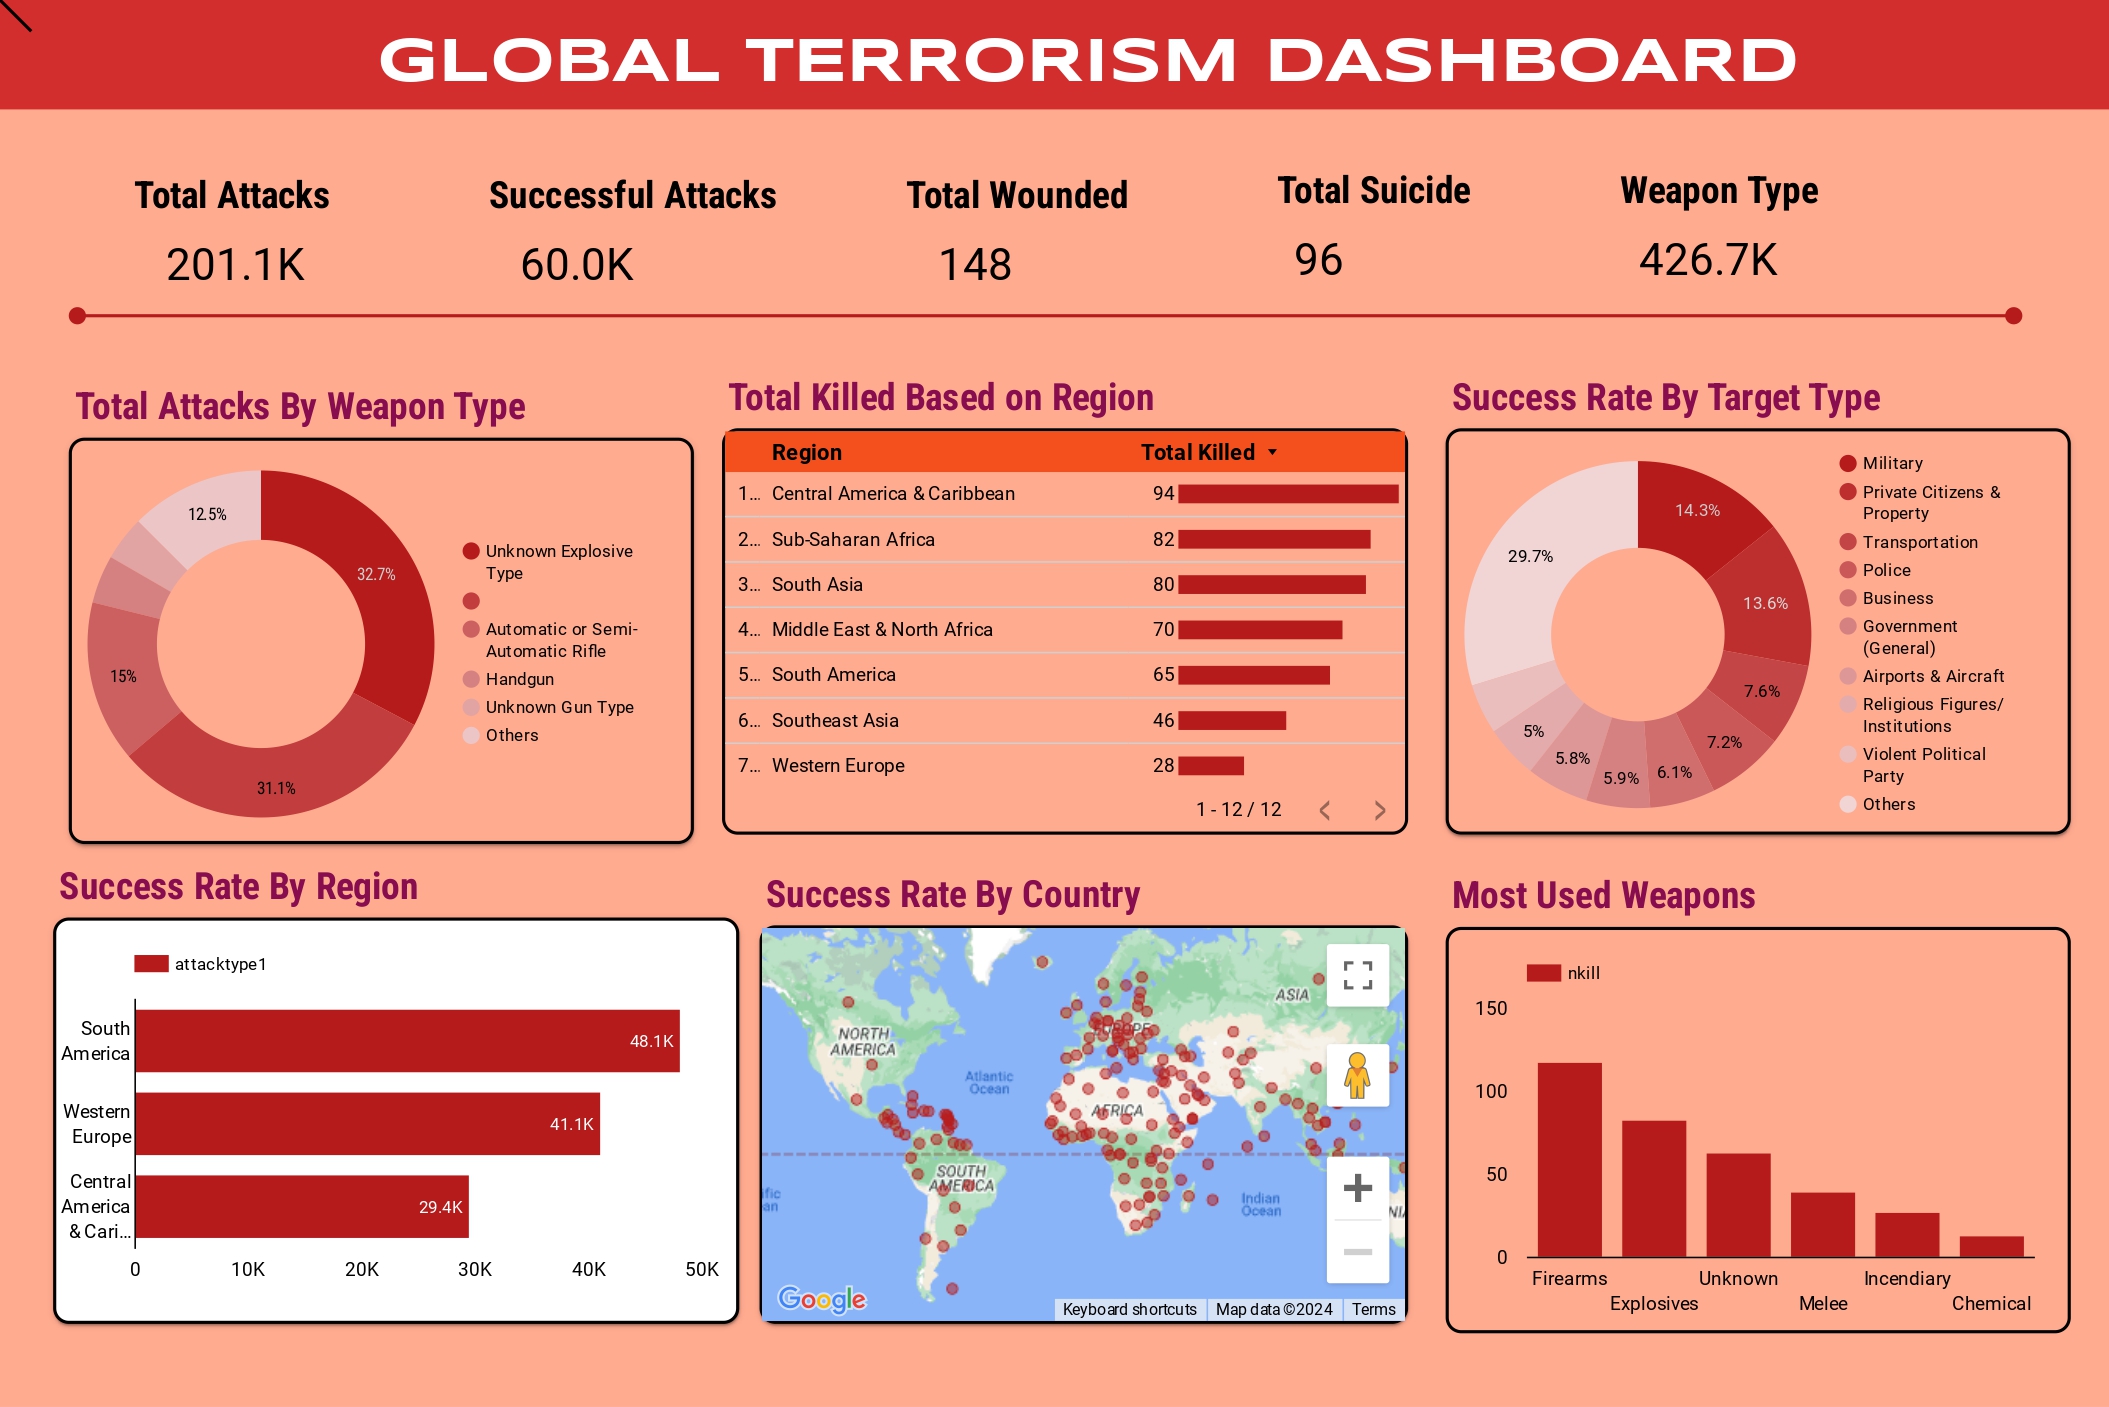 GLOBAL TERRORISM DASHBOARD
Total Attacks
201.1K
Successful Attacks
60.0K
Total Wounded
148
Total Suicide
96
Weapon Type
426.7K
Total Attacks By Weapon Type
12.5%
32.7%
15%
31.1%
Unknown Explosive
Type
Automatic or Semi-
Automatic Rifle
Handgun
Unknown Gun Type
Others
Total Killed Based on Region
Region Total Killed
1... Central America & Caribbean 94
2... Sub-Saharan Africa 82
3... South Asia 80
4... Middle East & North Africa 70
5... South America 65
6... Southeast Asia 46
7... Western Europe 28
1 - 12 / 12
Success Rate By Target Type
14.3%
29.7%
13.6%
7.6%
7.2%
6.1%
5.9%
5.8%
5%
Military
Private Citizens &
Property
Transportation
Police
Business
Government
(General)
Airports & Aircraft
Religious Figures/
Institutions
Violent Political
Party
Others
Success Rate By Region
attacktype1
South
America
48.1K
Western
Europe
41.1K
Central
America
& Cari...
29.4K
0 10K 20K 30K 40K 50K
Success Rate By Country
ASIA
EUROPE
NORTH
AMERICA
Atlantic
Ocean
AFRICA
SOUTH
AMERICA
Indian
Ocean
Google
Keyboard shortcuts Map data ©2024 Terms
Most Used Weapons
nkill
150
100
50
0
Firearms
Explosives
Unknown
Melee
Incendiary
Chemical